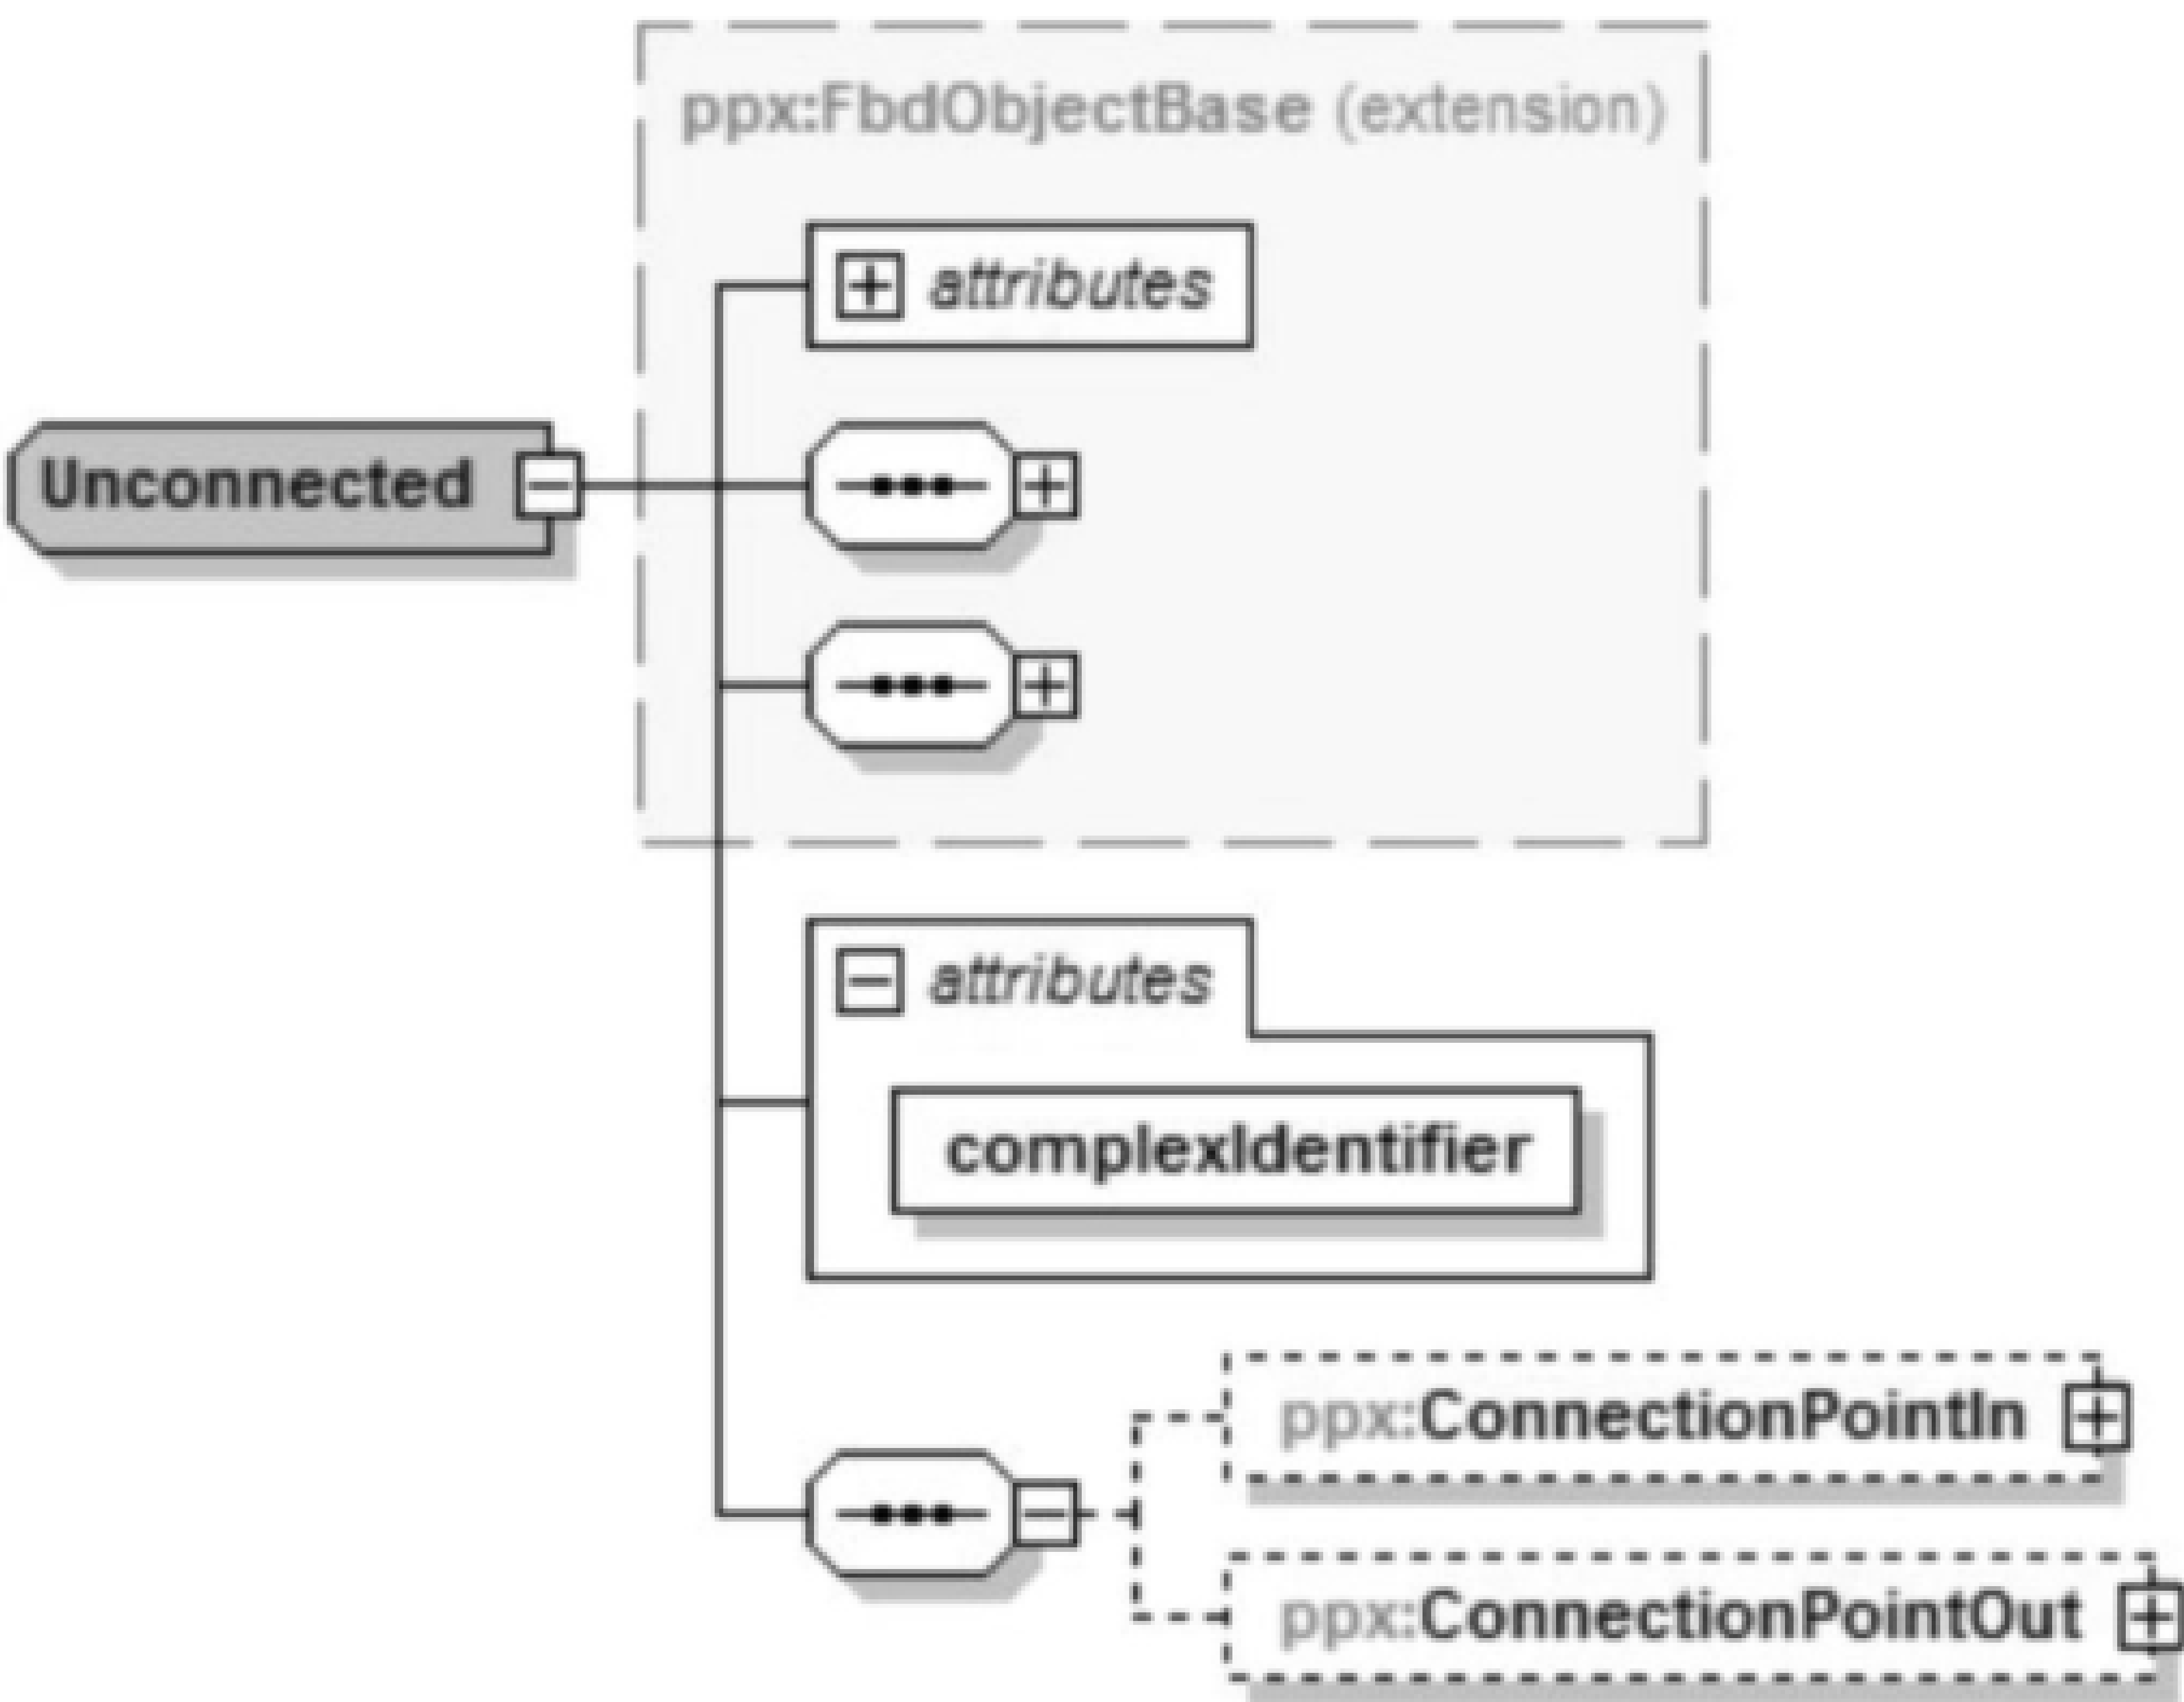 ppx:FbdObjectBase (extension)
attributes
Unconnected
attributes
complexIdentifier
ppx:ConnectionPointIn
ppx:ConnectionPointOut